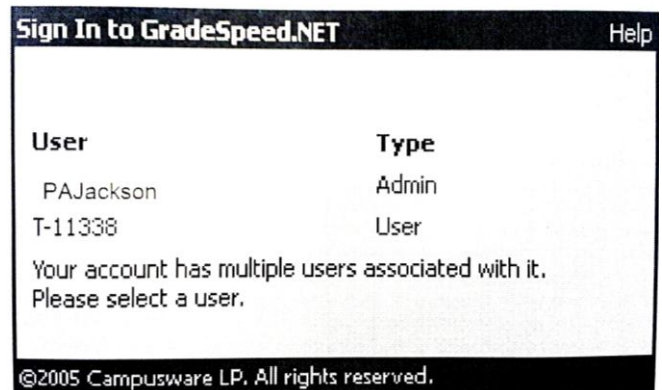 Sign In to GradeSpeed.NET Help
User Type
PAJackson Admin
T-11338 User
Your account has multiple users associated with it.
Please select a user.
©2005 Campusware LP. All rights reserved.